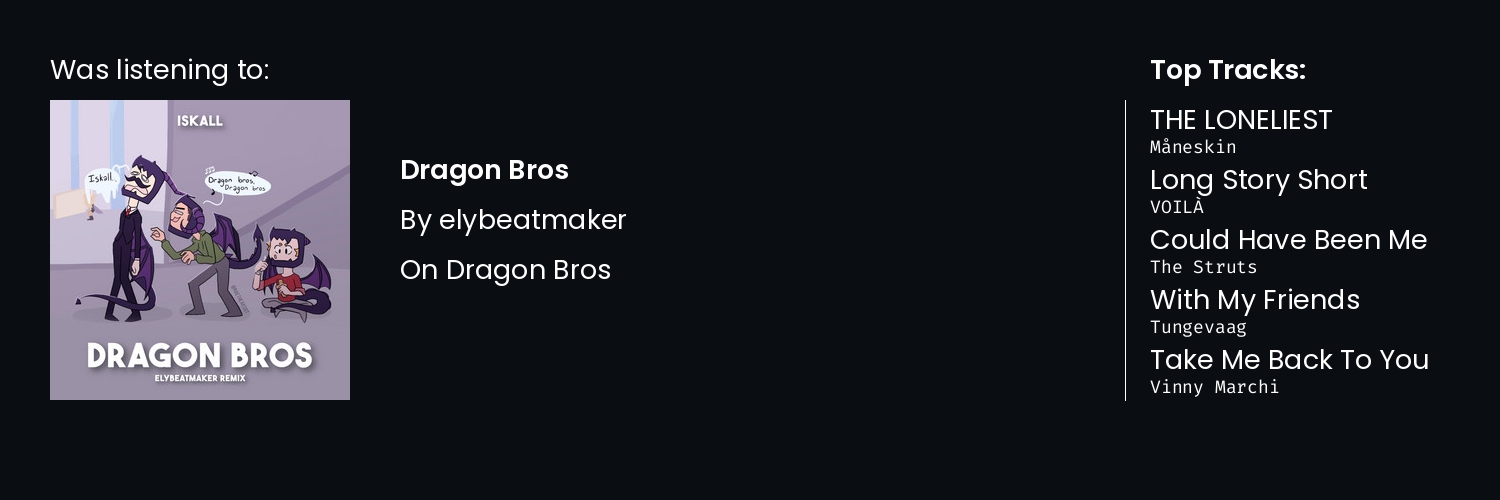 Was listening to:
ISKALL
Iskall.
Dragon bros,
Dragon bros
DRAGON BROS
ELYBEATMAKER REMIX
Dragon Bros
By elybeatmaker
On Dragon Bros
Top Tracks:
THE LONELIEST
Måneskin
Long Story Short
VOILÀ
Could Have Been Me
The Struts
With My Friends
Tungevaag
Take Me Back To You
Vinny Marchi